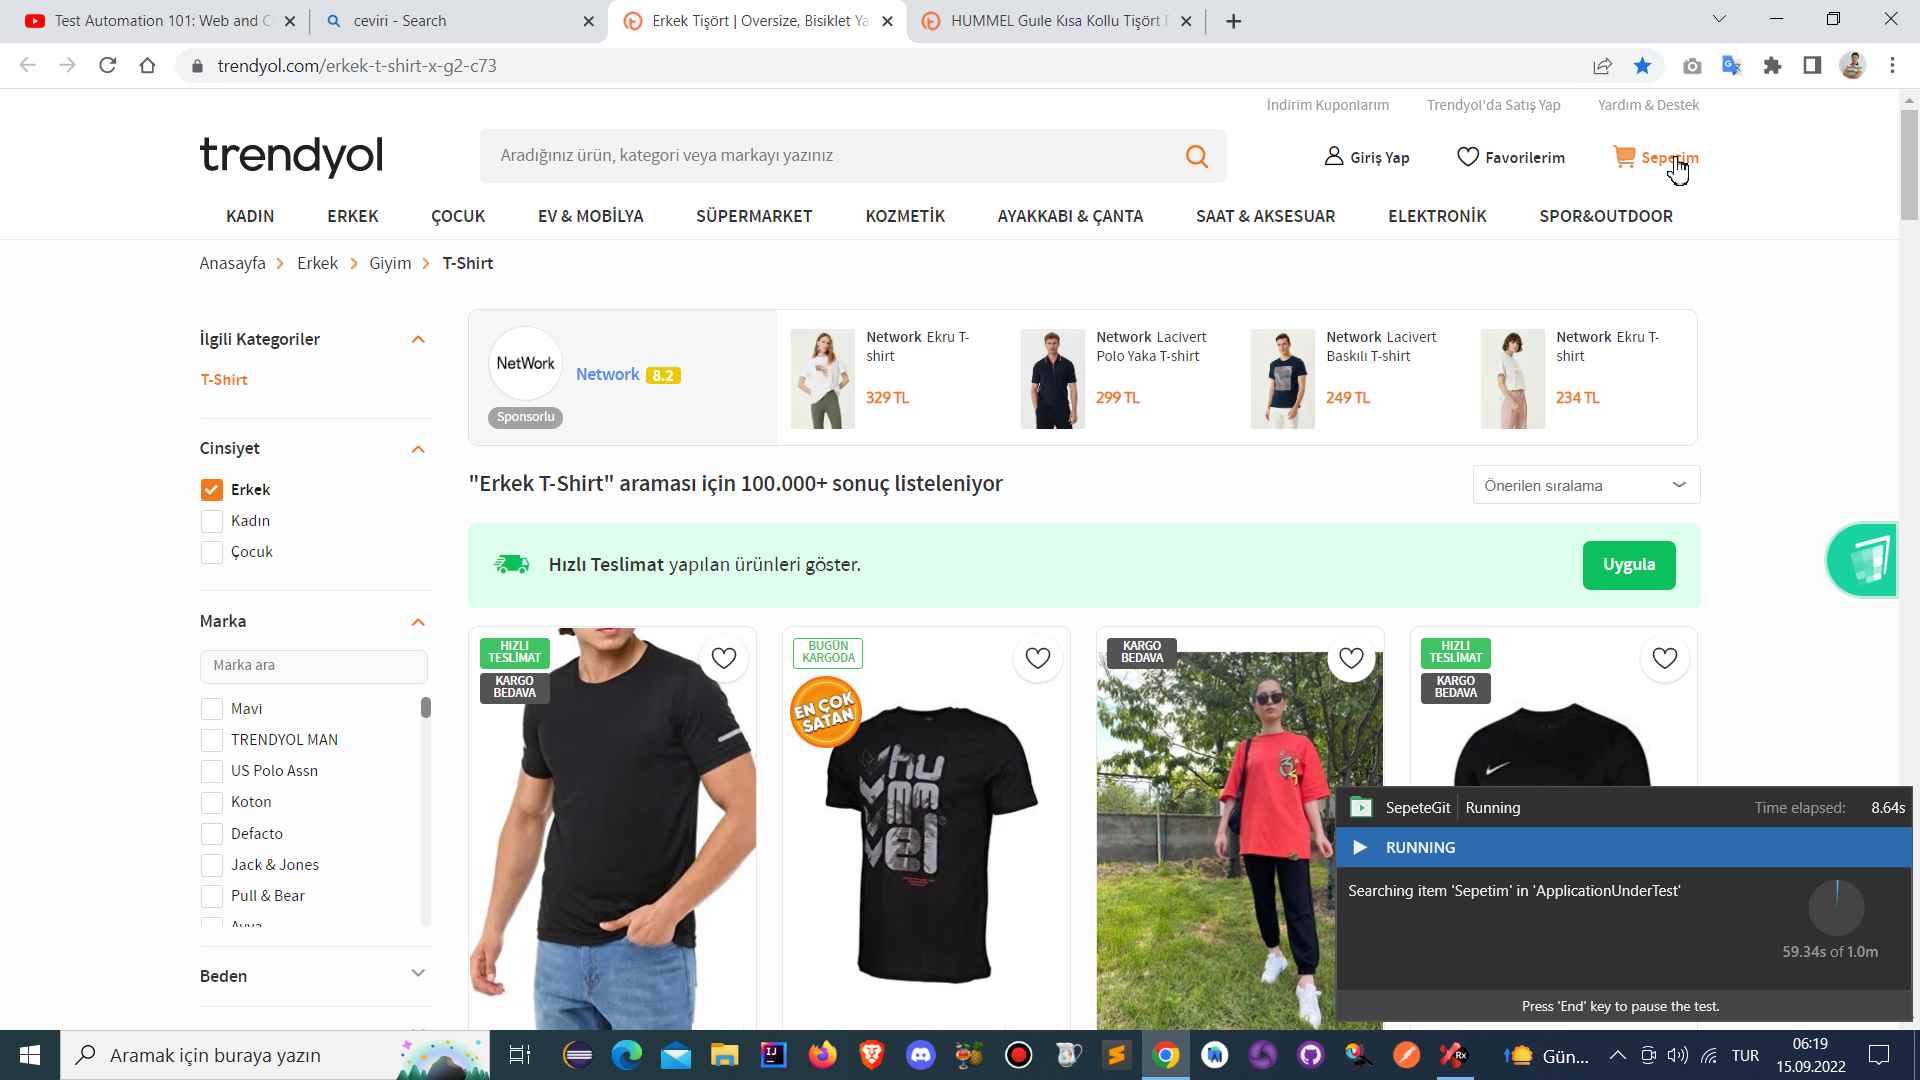 Test Automation 101: Web and C
ceviri - Search
Erkek Tişört | Oversize, Bisiklet Ya
HUMMEL Guıle Kısa Kollu Tişört
trendyol.com/erkek-t-shirt-x-g2-c73
İndirim Kuponlarım
Trendyol'da Satış Yap
Yardım & Destek
trendyol
Aradığınız ürün, kategori veya markayı yazınız
Giriş Yap
Favorilerim
Sepetim
KADIN
ERKEK
ÇOCUK
EV & MOBİLYA
SÜPERMARKET
KOZMETİK
AYAKKABI & ÇANTA
SAAT & AKSESUAR
ELEKTRONİK
SPOR&OUTDOOR
Anasayfa > Erkek > Giyim > T-Shirt
İlgili Kategoriler
T-Shirt
Cinsiyet
Erkek
Kadın
Çocuk
Marka
Marka ara
Mavi
TRENDYOL MAN
US Polo Assn
Koton
Defacto
Jack & Jones
Pull & Bear
Avva
Beden
NetWork
Network 8.2
Sponsorlu
Network Ekru T-
shirt
329 TL
Network Lacivert
Polo Yaka T-shirt
299 TL
Network Lacivert
Baskılı T-shirt
249 TL
Network Ekru T-
shirt
234 TL
"Erkek T-Shirt" araması için 100.000+ sonuç listeleniyor
Önerilen sıralama
Hızlı Teslimat yapılan ürünleri göster.
Uygula
HIZLI
TESLİMAT
KARGO
BEDAVA
BUGÜN
KARGODA
EN ÇOK
SATAN
hu
mm
el
KARGO
BEDAVA
HIZLI
TESLİMAT
KARGO
BEDAVA
SepeteGit | Running
Time elapsed: 8.64s
RUNNING
Searching item 'Sepetim' in 'ApplicationUnderTest'
59.34s of 1.0m
Press 'End' key to pause the test.
Aramak için buraya yazın
Gün...
TUR
06:19
15.09.2022